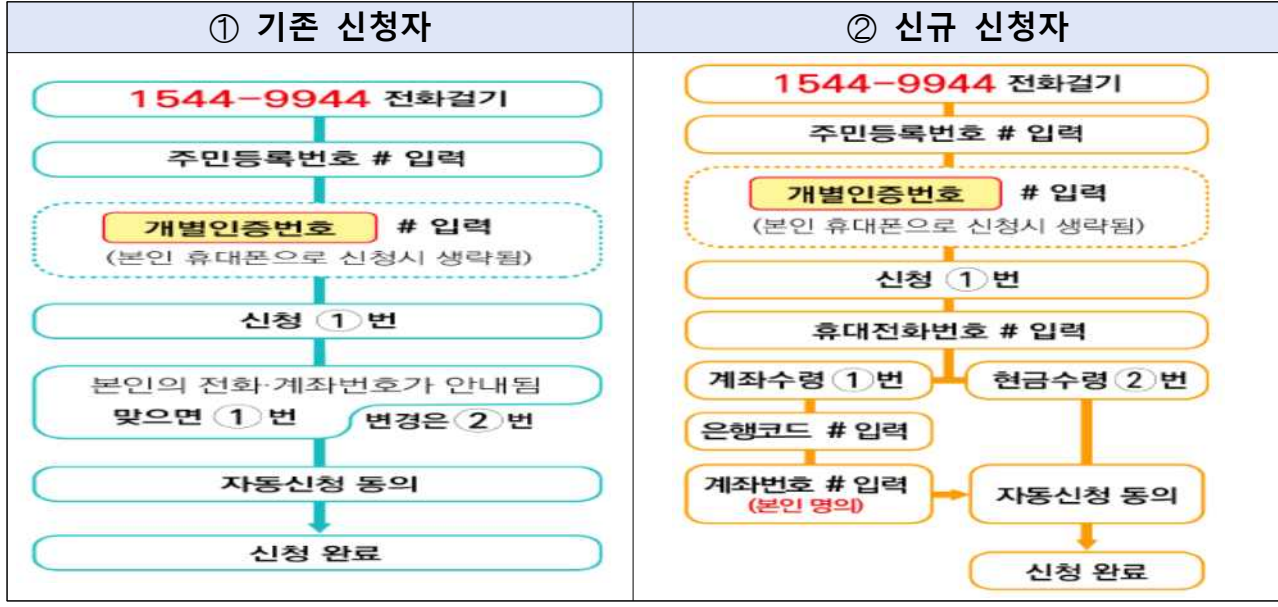 ① 기존 신청자
1544-9944 전화걸기
주민등록번호 # 입력
개별인증번호 # 입력
(본인 휴대폰으로 신청시 생략됨)
신청 ① 번
본인의 전화·계좌번호가 안내됨
맞으면 ① 번 변경은 ② 번
자동신청 동의
신청 완료
② 신규 신청자
1544-9944 전화걸기
주민등록번호 # 입력
개별인증번호 # 입력
(본인 휴대폰으로 신청시 생략됨)
신청 ① 번
휴대전화번호 # 입력
계좌수령 ① 번 현금수령 ② 번
은행코드 # 입력
계좌번호 # 입력
(본인 명의)
자동신청 동의
신청 완료